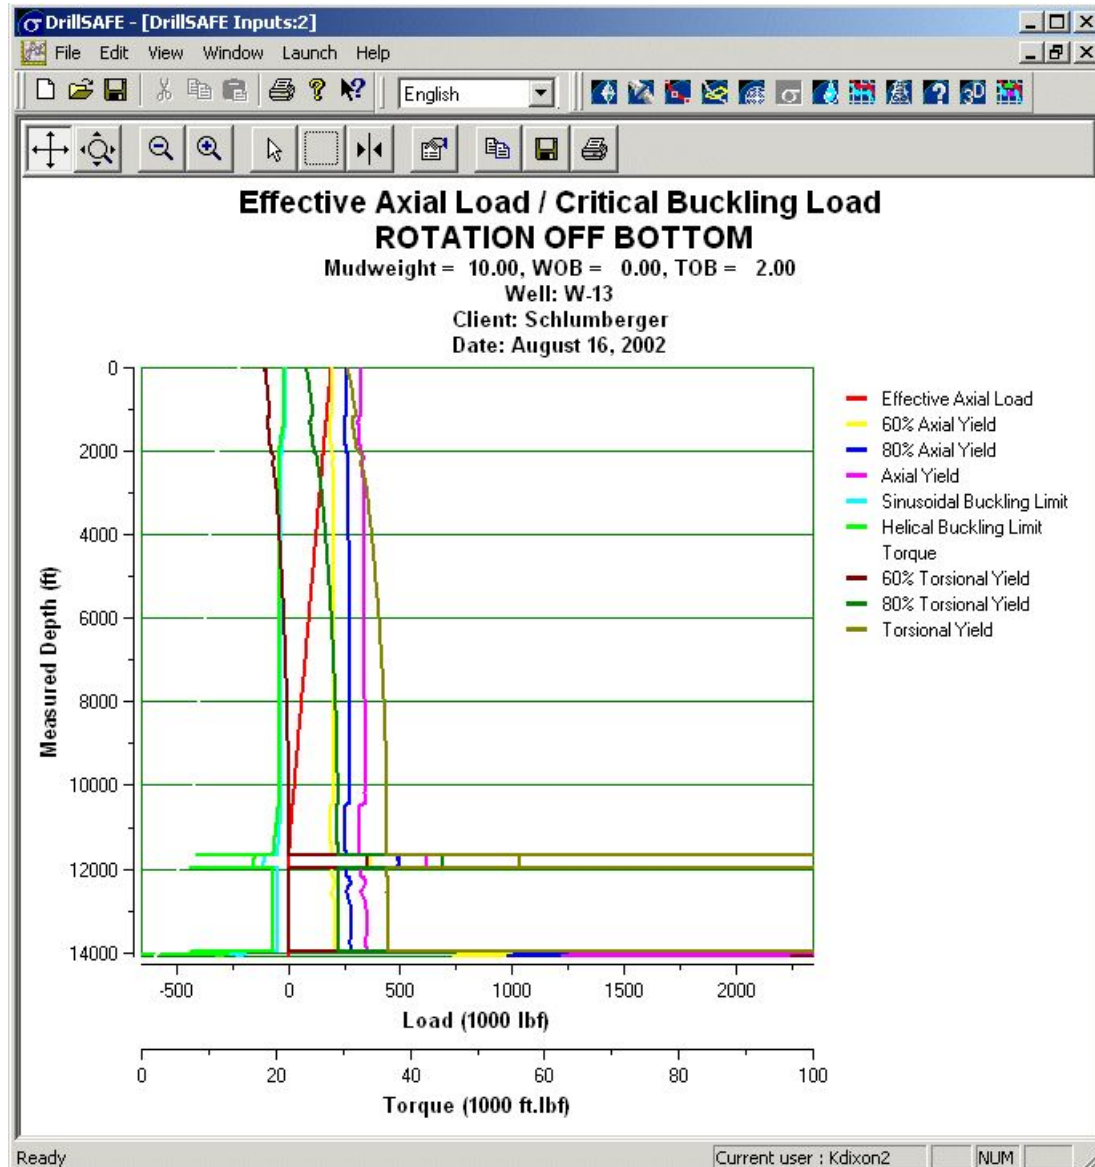 DrillSAFE - [DrillSAFE Inputs:2]
File Edit View Window Launch Help
English
Effective Axial Load / Critical Buckling Load
ROTATION OFF BOTTOM
Mudweight = 10.00, WOB = 0.00, TOB = 2.00
Well: W-13
Client: Schlumberger
Date: August 16, 2002
Measured Depth (ft)
0
2000
4000
6000
8000
10000
12000
14000
Effective Axial Load
60% Axial Yield
80% Axial Yield
Axial Yield
Sinusoidal Buckling Limit
Helical Buckling Limit
Torque
60% Torsional Yield
80% Torsional Yield
Torsional Yield
-500 0 500 1000 1500 2000
Load (1000 lbf)
0 20 40 60 80 100
Torque (1000 ft.lbf)
Ready Current user : Kdixon2 NUM